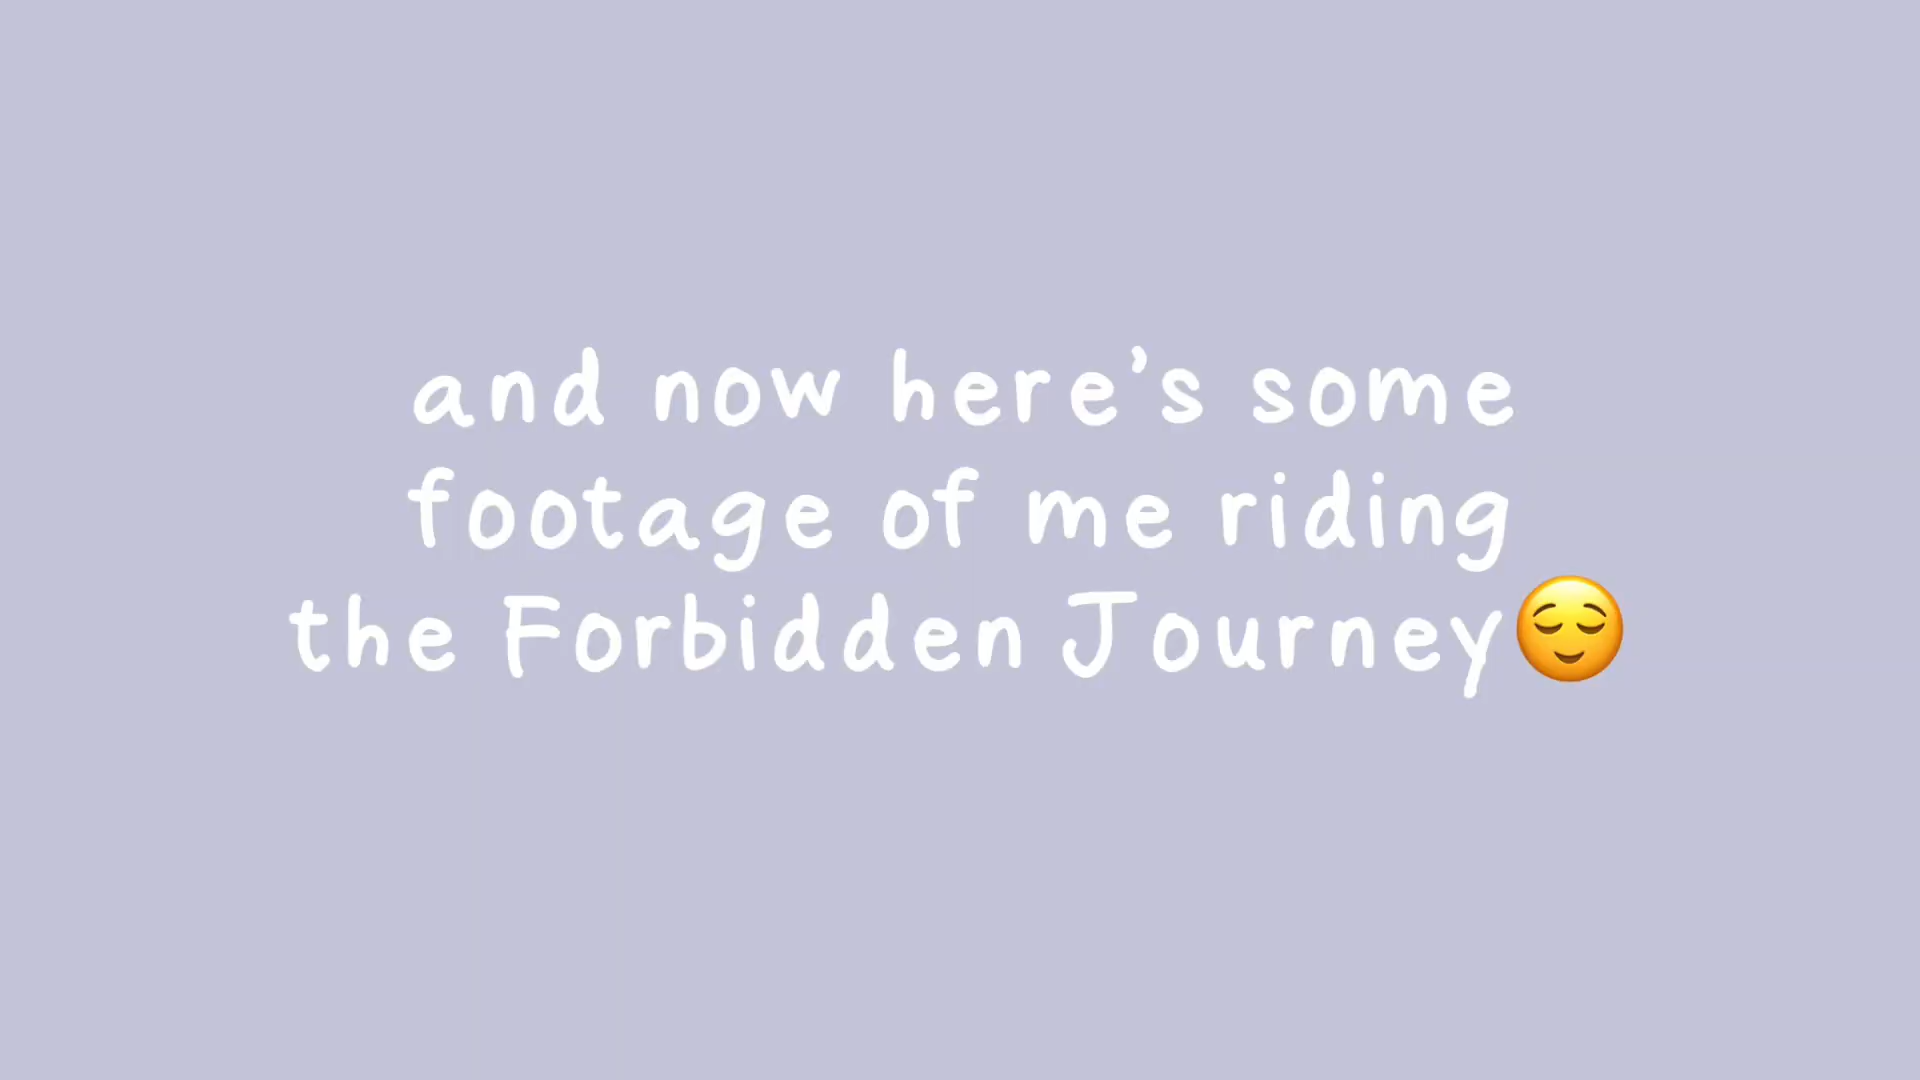 and now here's some
footage of me riding
the Forbidden Journey😌